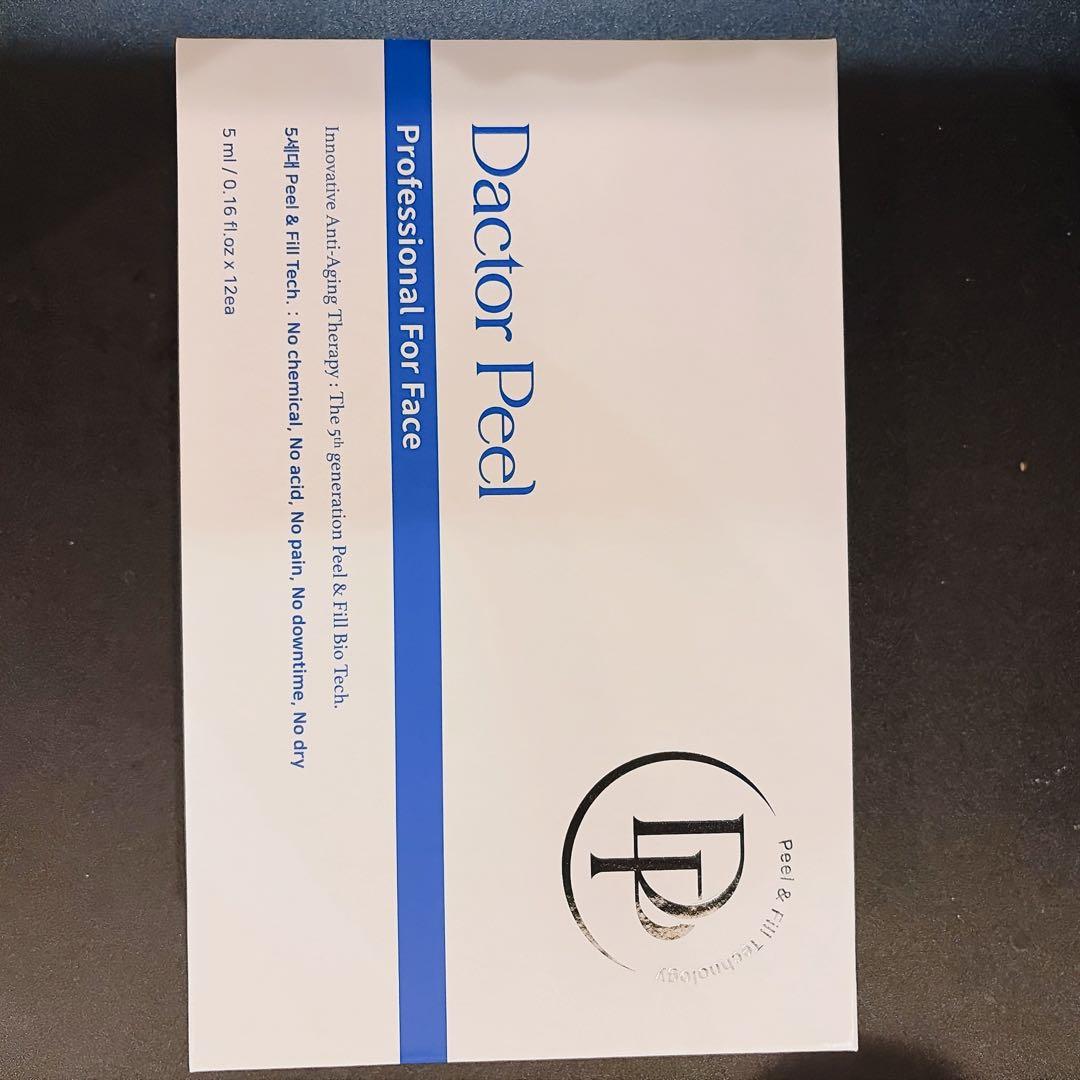 Peel & Fill Technology
DP
Dactor Peel
Professional For Face
Innovative Anti-Aging Therapy : The 5th generation Peel & Fill Bio Tech.
5세대 Peel & Fill Tech. : No chemical, No acid, No pain, No downtime, No dry
5 ml / 0.16 fl.oz x 12ea